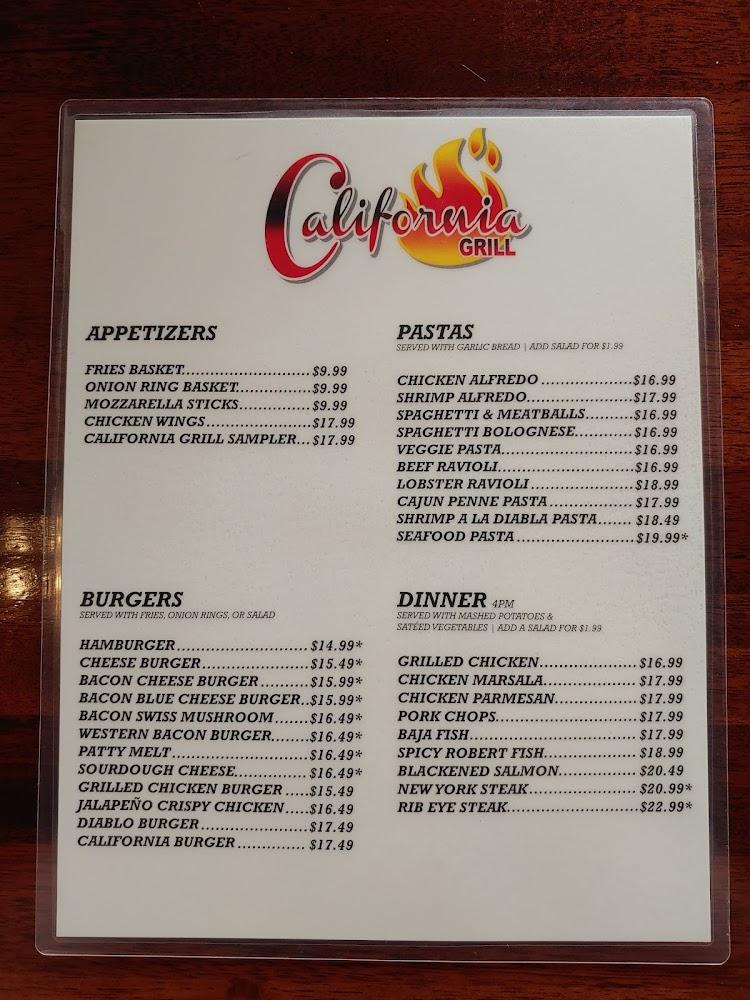 California
GRILL
APPETIZERS
FRIES BASKET............................$9.99
ONION RING BASKET................$9.99
MOZZARELLA STICKS................$9.99
CHICKEN WINGS.......................$17.99
CALIFORNIA GRILL SAMPLER...$17.99
PASTAS
SERVED WITH GARLIC BREAD | ADD SALAD FOR $1.99
CHICKEN ALFREDO ....................$16.99
SHRIMP ALFREDO.......................$17.99
SPAGHETTI & MEATBALLS..........$16.99
SPAGHETTI BOLOGNESE............$16.99
VEGGIE PASTA............................$16.99
BEEF RAVIOLI.............................$16.99
LOBSTER RAVIOLI ......................$18.99
CAJUN PENNE PASTA ..................$17.99
SHRIMP A LA DIABLA PASTA....... $18.49
SEAFOOD PASTA .........................$19.99*
BURGERS
SERVED WITH FRIES, ONION RINGS, OR SALAD
HAMBURGER............................$14.99*
CHEESE BURGER.......................$15.49*
BACON CHEESE BURGER ..........$15.99*
BACON BLUE CHEESE BURGER..$15.99*
BACON SWISS MUSHROOM .......$16.49*
WESTERN BACON BURGER........$16.49*
PATTY MELT..............................$16.49*
SOURDOUGH CHEESE................$16.49*
GRILLED CHICKEN BURGER .....$15.49
JALAPEÑO CRISPY CHICKEN .....$16.49
DIABLO BURGER .......................$17.49
CALIFORNIA BURGER .............. $17.49
DINNER 4PM
SERVED WITH MASHED POTATOES &
SATÉED VEGETABLES | ADD A SALAD FOR $1.99
GRILLED CHICKEN..................... $16.99
CHICKEN MARSALA.................... $17.99
CHICKEN PARMESAN.................. $17.99
PORK CHOPS.............................. $17.99
BAJA FISH.................................... $17.99
SPICY ROBERT FISH.................... $18.99
BLACKENED SALMON................. $20.49
NEW YORK STEAK........................ $20.99*
RIB EYE STEAK.............................$22.99*